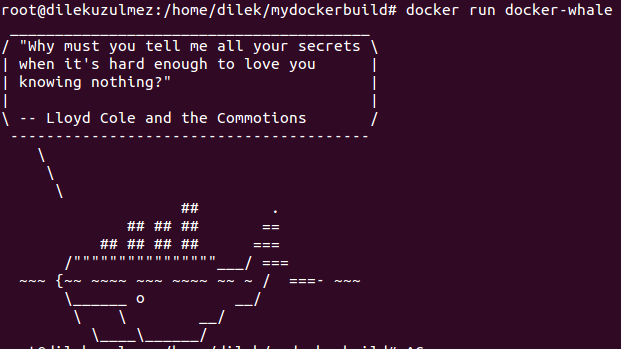 root@dilekuzulmez:/home/dilek/mydockerbuild# docker run docker-whale
 ________________________________________
/ "Why must you tell me all your secrets \
| when it's hard enough to love you      |
| knowing nothing?"                      |
|                                        |
\ -- Lloyd Cole and the Commotions       /
 ----------------------------------------
    \
     \
      \
                    ##        .
              ## ## ##       ==
           ## ## ## ##      ===
       /""""""""""""""""___/ ===
  ~~~ {~~ ~~~~ ~~~ ~~~~ ~~ ~ /  ===- ~~~
       \______ o          __/
        \    \        __/
          \____\______/